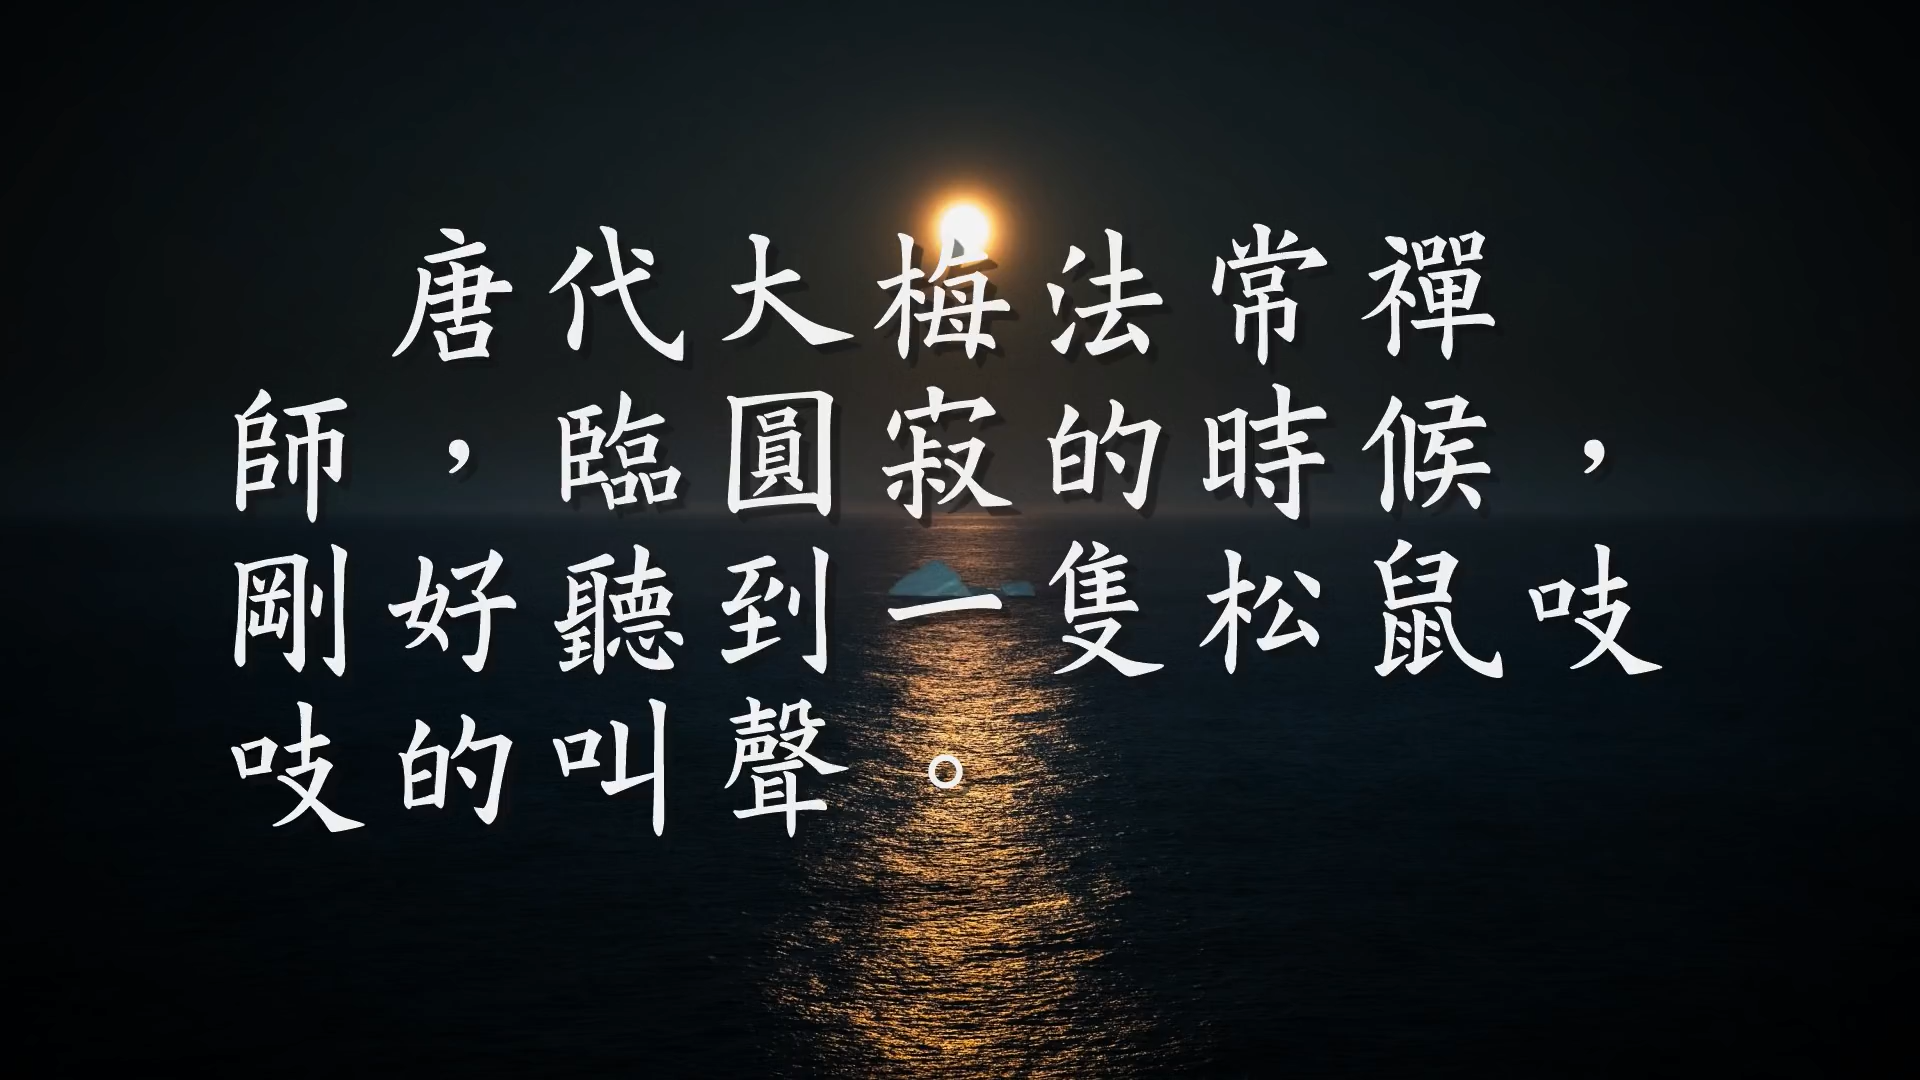 唐代大梅法常禪
師，臨圓寂的時候，
剛好聽到一隻松鼠吱
吱的叫聲。